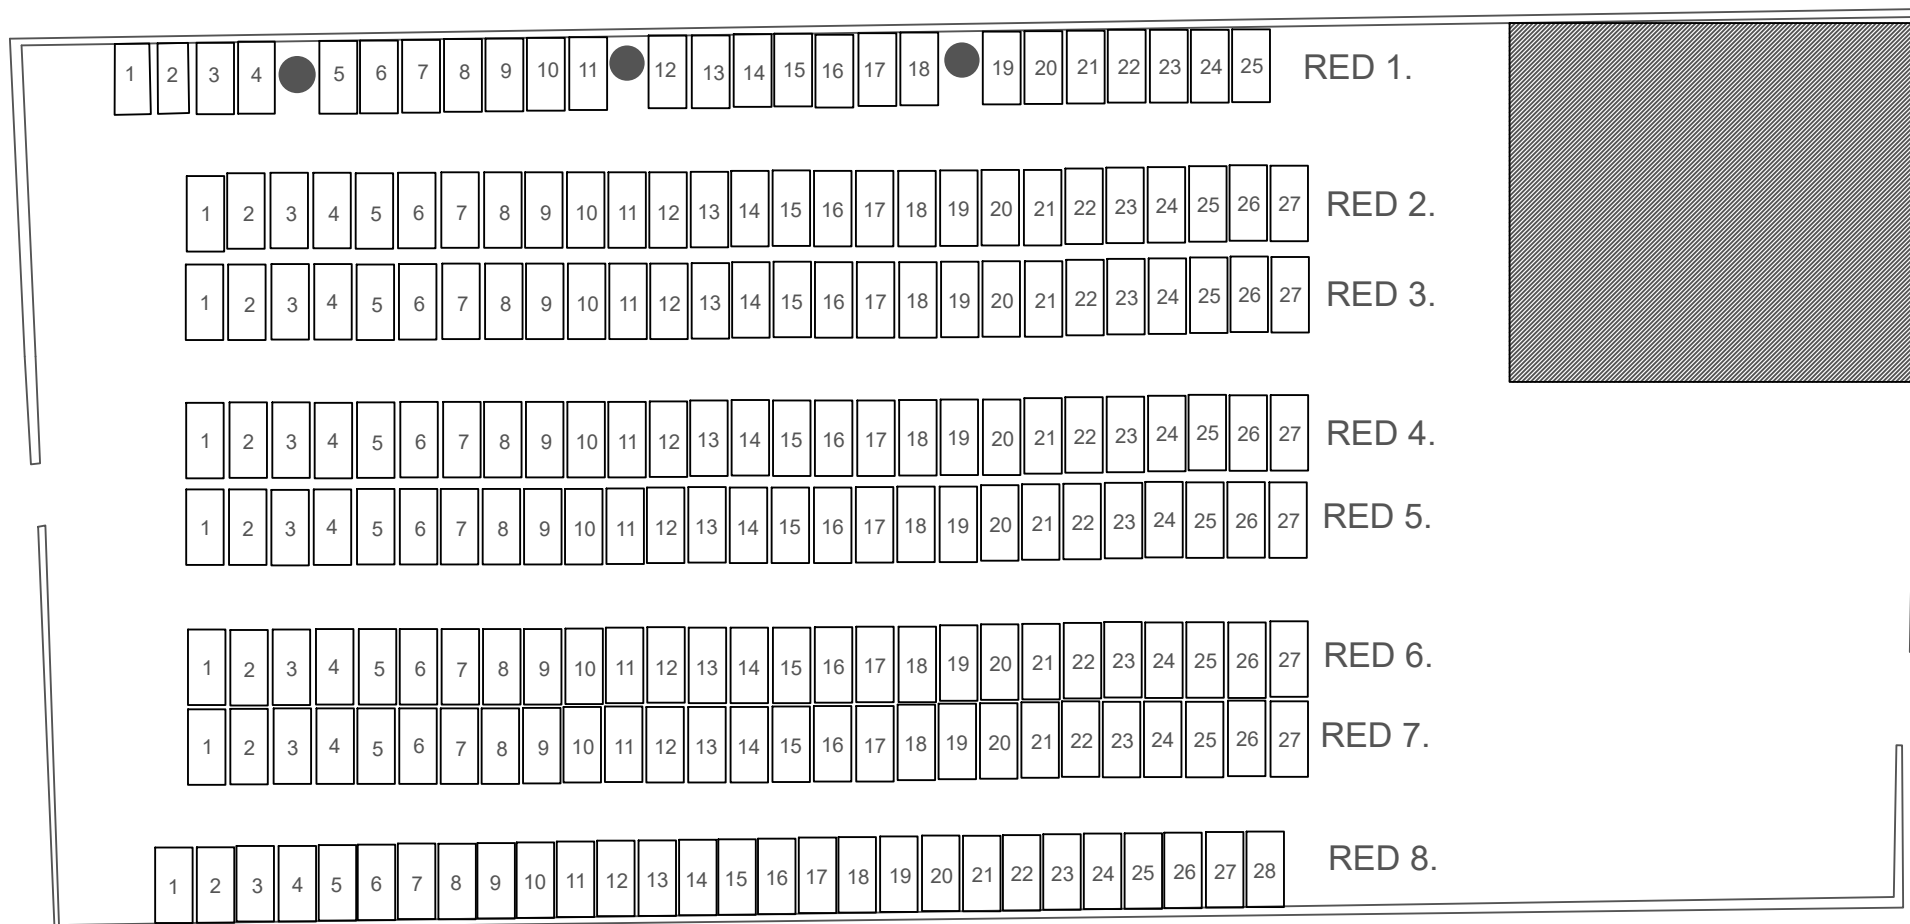 1 2 3 4 5 6 7 8 9 10 11 12 13 14 15 16 17 18 19 20 21 22 23 24 25 RED 1.
1 2 3 4 5 6 7 8 9 10 11 12 13 14 15 16 17 18 19 20 21 22 23 24 25 26 27 RED 2.
1 2 3 4 5 6 7 8 9 10 11 12 13 14 15 16 17 18 19 20 21 22 23 24 25 26 27 RED 3.
1 2 3 4 5 6 7 8 9 10 11 12 13 14 15 16 17 18 19 20 21 22 23 24 25 26 27 RED 4.
1 2 3 4 5 6 7 8 9 10 11 12 13 14 15 16 17 18 19 20 21 22 23 24 25 26 27 RED 5.
1 2 3 4 5 6 7 8 9 10 11 12 13 14 15 16 17 18 19 20 21 22 23 24 25 26 27 RED 6.
1 2 3 4 5 6 7 8 9 10 11 12 13 14 15 16 17 18 19 20 21 22 23 24 25 26 27 RED 7.
1 2 3 4 5 6 7 8 9 10 11 12 13 14 15 16 17 18 19 20 21 22 23 24 25 26 27 28 RED 8.